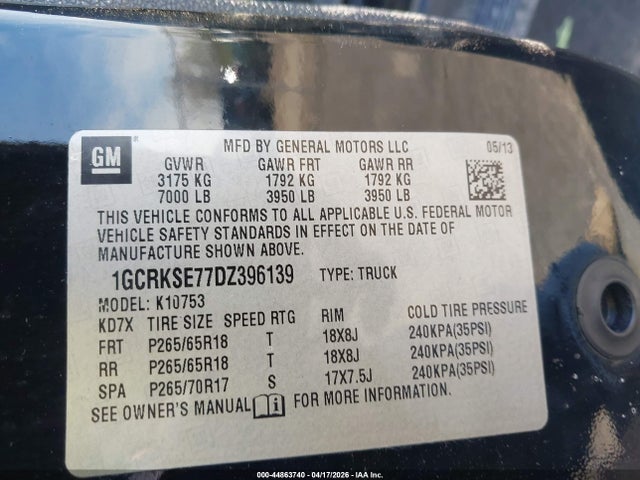 GM
MFD BY GENERAL MOTORS LLC 05/13
GVWR GAWR FRT GAWR RR
3175 KG 1792 KG 1792 KG
7000 LB 3950 LB 3950 LB
THIS VEHICLE CONFORMS TO ALL APPLICABLE U.S. FEDERAL MOTOR
VEHICLE SAFETY STANDARDS IN EFFECT ON THE DATE OF
MANUFACTURE SHOWN ABOVE.
1GCRKSE77DZ396139 TYPE: TRUCK
MODEL: K10753
KD7X TIRE SIZE SPEED RTG RIM COLD TIRE PRESSURE
FRT P265/65R18 T 18X8J 240KPA(35PSI)
RR P265/65R18 T 18X8J 240KPA(35PSI)
SPA P265/70R17 S 17X7.5J 240KPA(35PSI)
SEE OWNER'S MANUAL i FOR MORE INFORMATION.
000-44863740 - 04/17/2026 - IAA Inc.